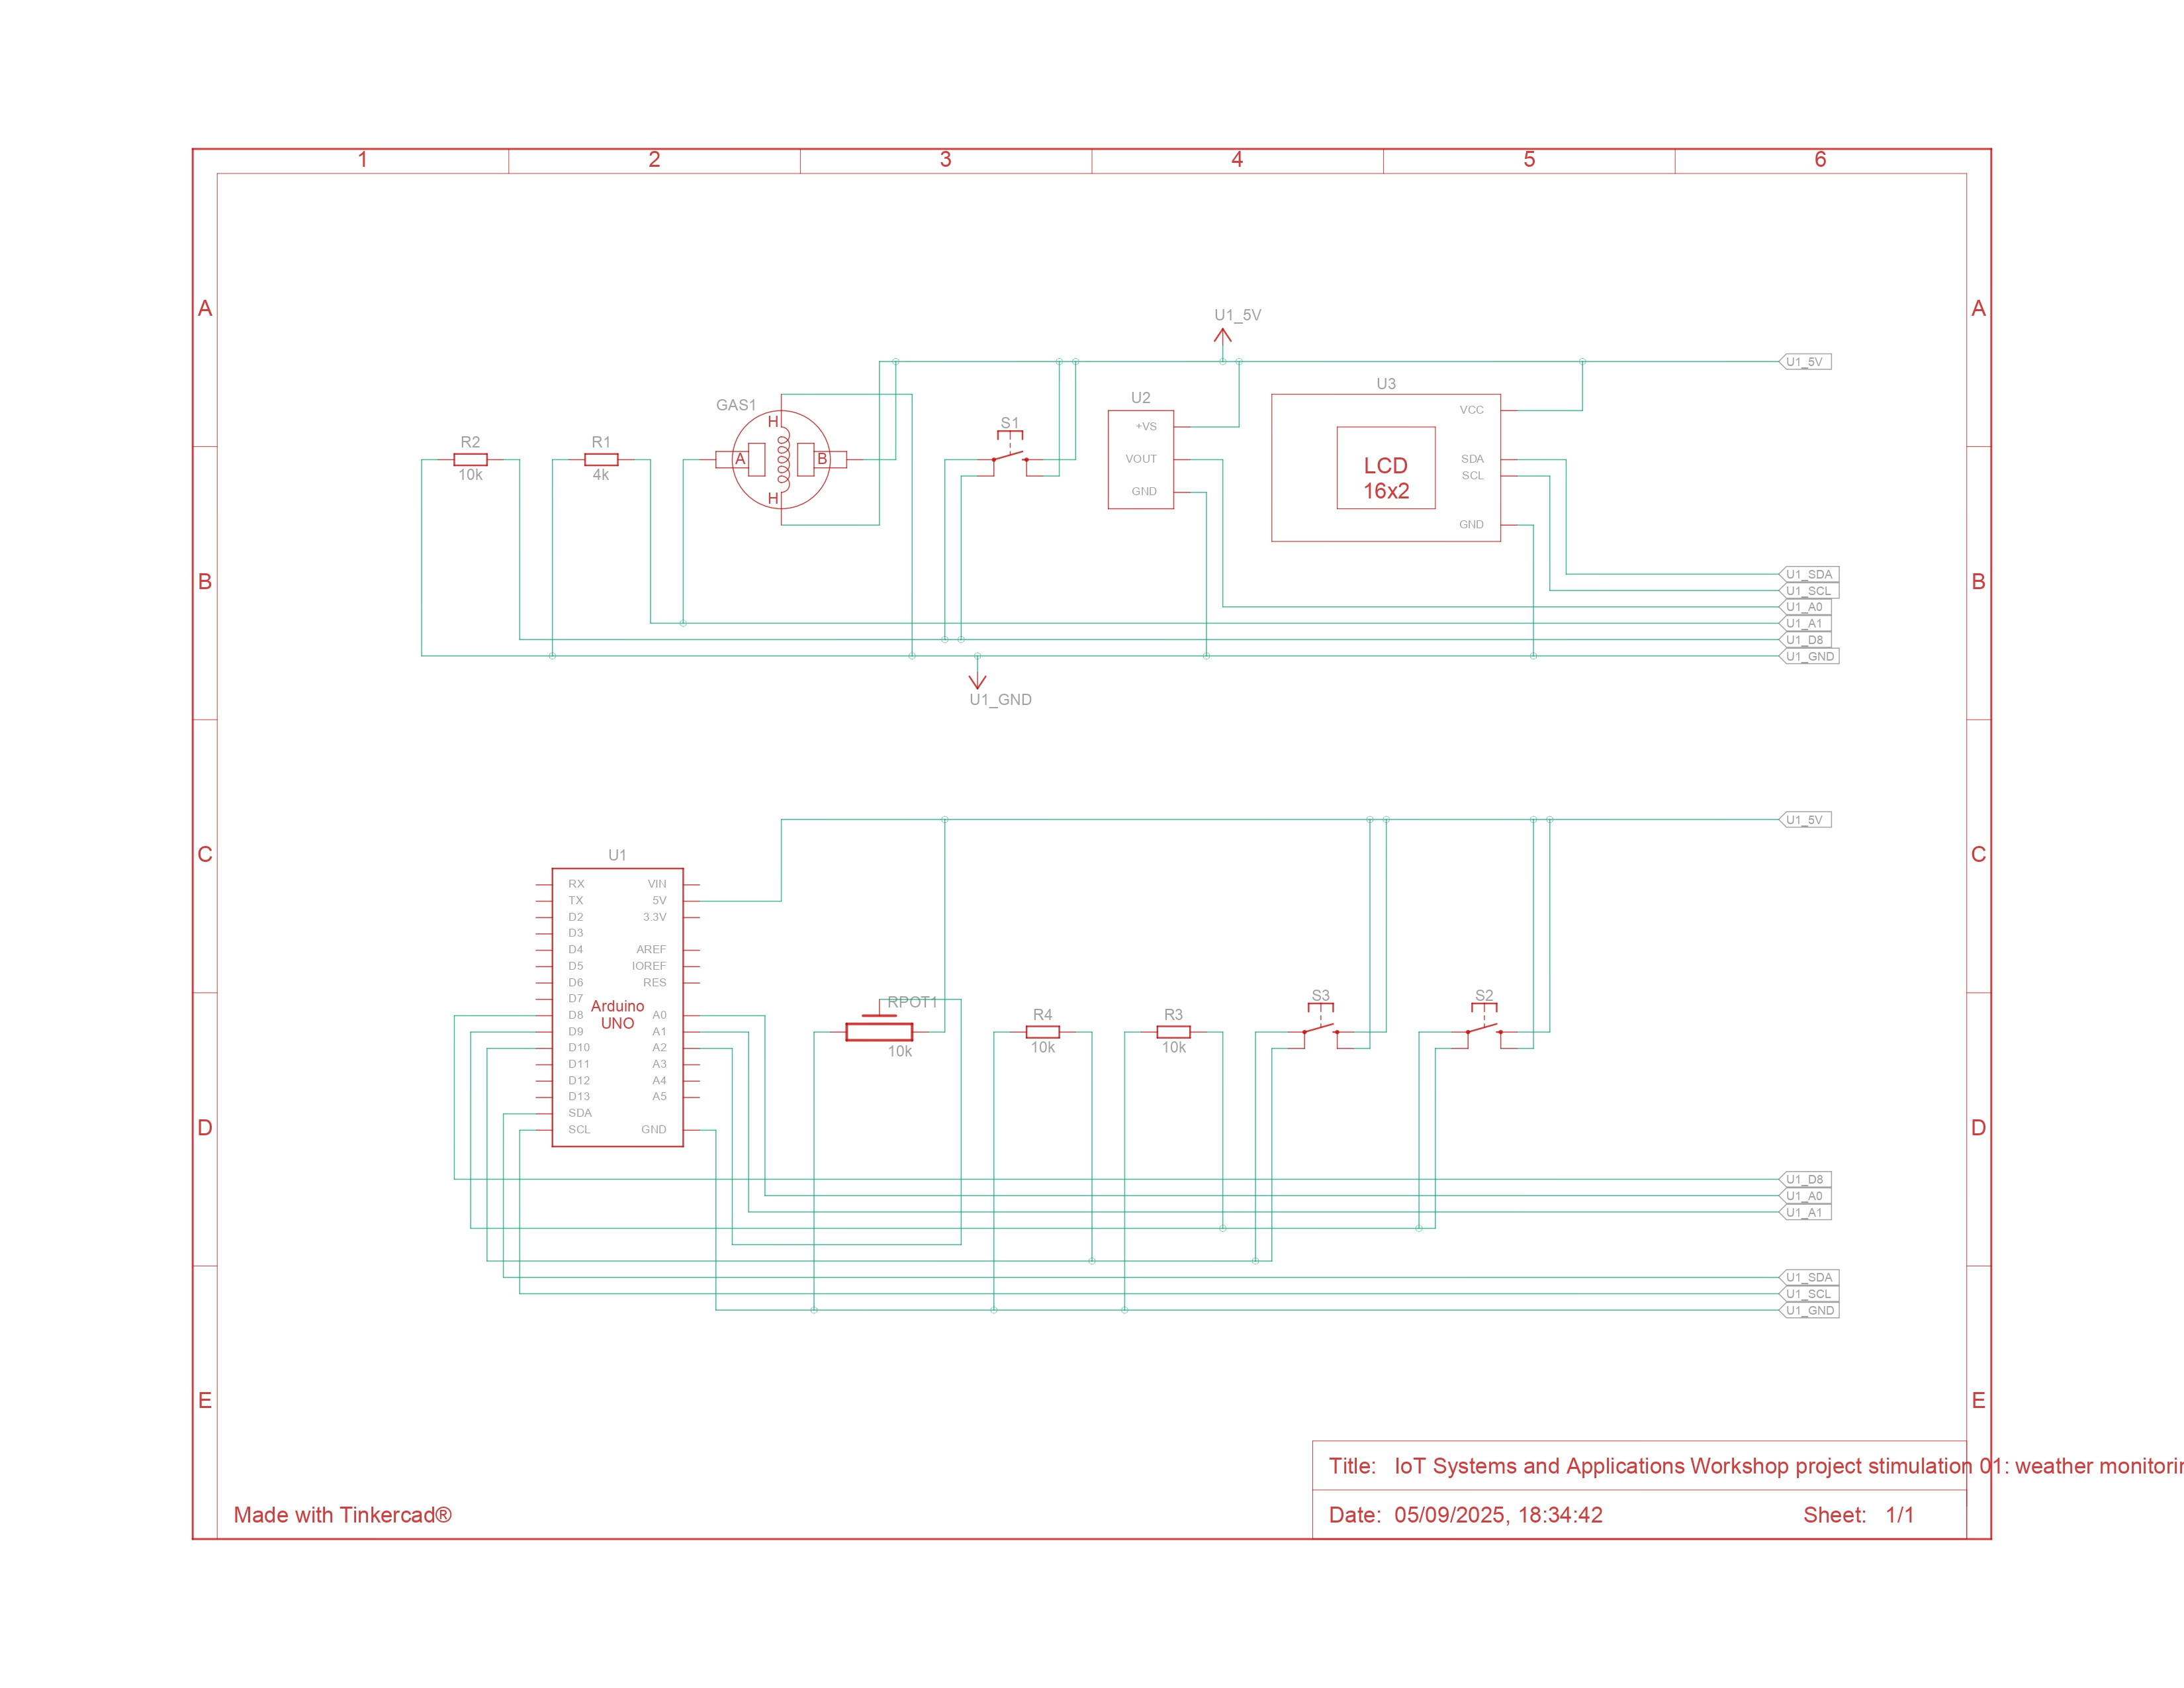 1 2 3 4 5 6
A A
U1_5V
U1_5V
U3
U2
GAS1
VCC
S1
H
+VS
R2 R1
A B
VOUT
LCD
16x2
SDA
SCL
10k 4k
GND
H
GND
U1_SDA
B B
U1_SCL
U1_A0
U1_A1
U1_D8
U1_GND
U1_GND
U1_5V
C C
U1
RX VIN
TX 5V
D2 3.3V
D3
D4 AREF
D5 IOREF
D6 RES
D7
Arduino
UNO
D8 A0
D9 A1
D10 A2
D11 A3
D12 A4
D13 A5
SDA
SCL GND
RPOT1
10k
R4
10k
R3
10k
S3
S2
D D
U1_D8
U1_A0
U1_A1
U1_SDA
U1_SCL
U1_GND
E E
Title: IoT Systems and Applications Workshop project stimulation 01: weather monitorin
Made with Tinkercad®
Date: 05/09/2025, 18:34:42 Sheet: 1/1